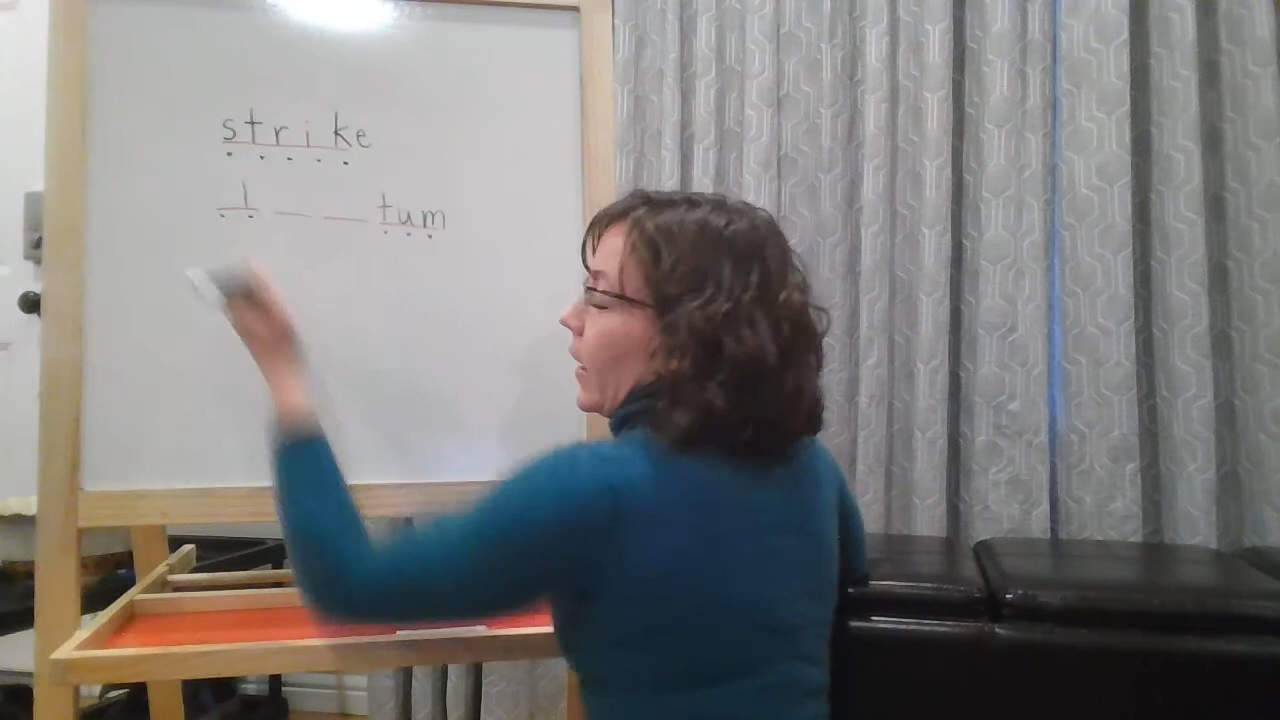 strike
_ l _ _ _ tum